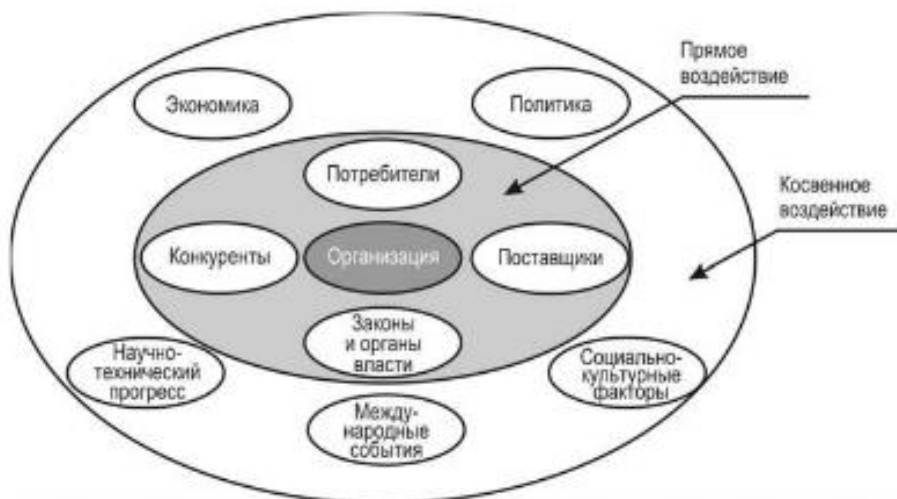 Прямое
воздействие
Экономика
Политика
Потребители
Косвенное
воздействие
Конкуренты
Организация
Поставщики
Законы
и органы
власти
Научно-
технический
прогресс
Социально-
культурные
факторы
Между-
народные
события